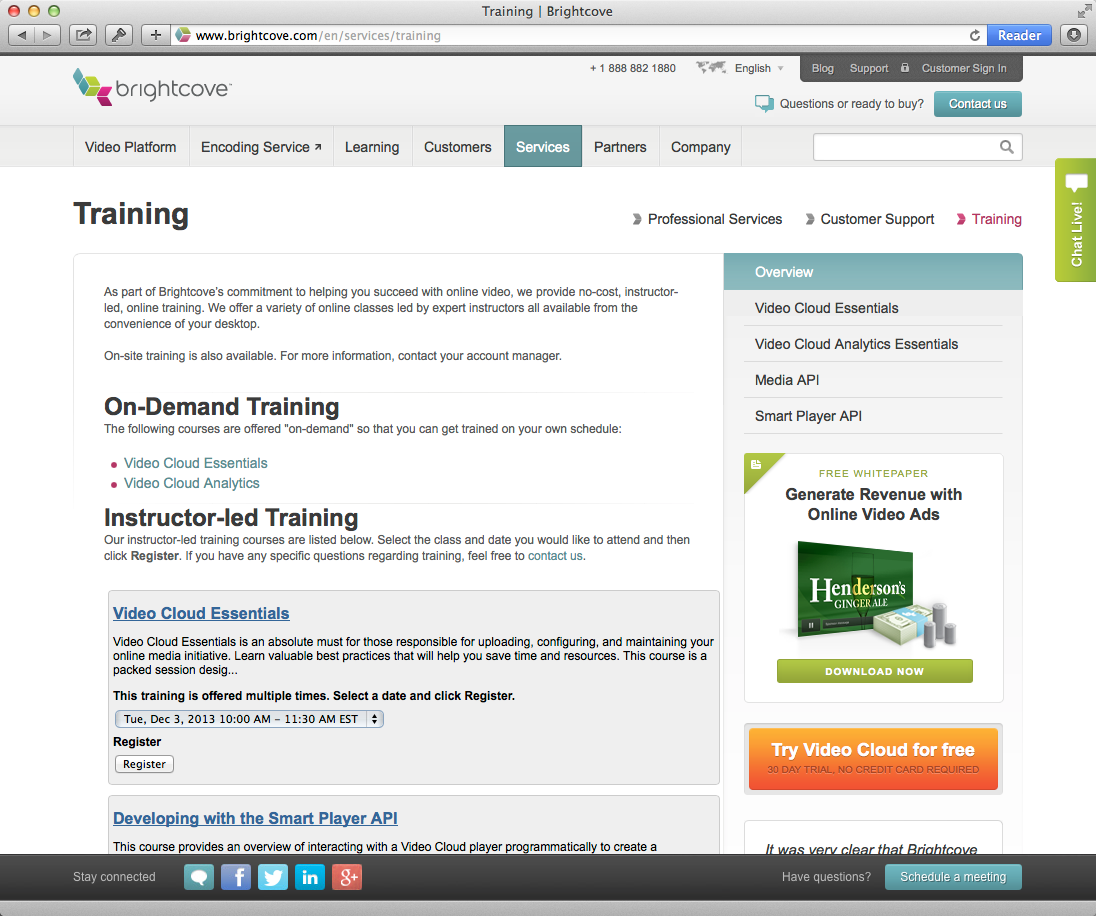 Training | Brightcove
www.brightcove.com/en/services/training
Reader
+ 1 888 882 1880
English
Blog
Support
Customer Sign In
brightcove
Questions or ready to buy?
Contact us
Video Platform
Encoding Service
Learning
Customers
Services
Partners
Company
Chat Live!
Training
Professional Services
Customer Support
Training
As part of Brightcove's commitment to helping you succeed with online video, we provide no-cost, instructor-
led, online training. We offer a variety of online classes led by expert instructors all available from the
convenience of your desktop.
On-site training is also available. For more information, contact your account manager.
On-Demand Training
The following courses are offered "on-demand" so that you can get trained on your own schedule:
Video Cloud Essentials
Video Cloud Analytics
Instructor-led Training
Our instructor-led training courses are listed below. Select the class and date you would like to attend and then
click Register. If you have any specific questions regarding training, feel free to contact us.
Video Cloud Essentials
Video Cloud Essentials is an absolute must for those responsible for uploading, configuring, and maintaining your
online media initiative. Learn valuable best practices that will help you save time and resources. This course is a
packed session desig...
This training is offered multiple times. Select a date and click Register.
Tue, Dec 3, 2013 10:00 AM - 11:30 AM EST
Register
Register
Developing with the Smart Player API
This course provides an overview of interacting with a Video Cloud player programmatically to create a
Overview
Video Cloud Essentials
Video Cloud Analytics Essentials
Media API
Smart Player API
FREE WHITEPAPER
Generate Revenue with
Online Video Ads
Henderson's
GINGER ALE
DOWNLOAD NOW
Try Video Cloud for free
30 DAY TRIAL, NO CREDIT CARD REQUIRED
It was very clear that Brightcove
Stay connected
Have questions?
Schedule a meeting